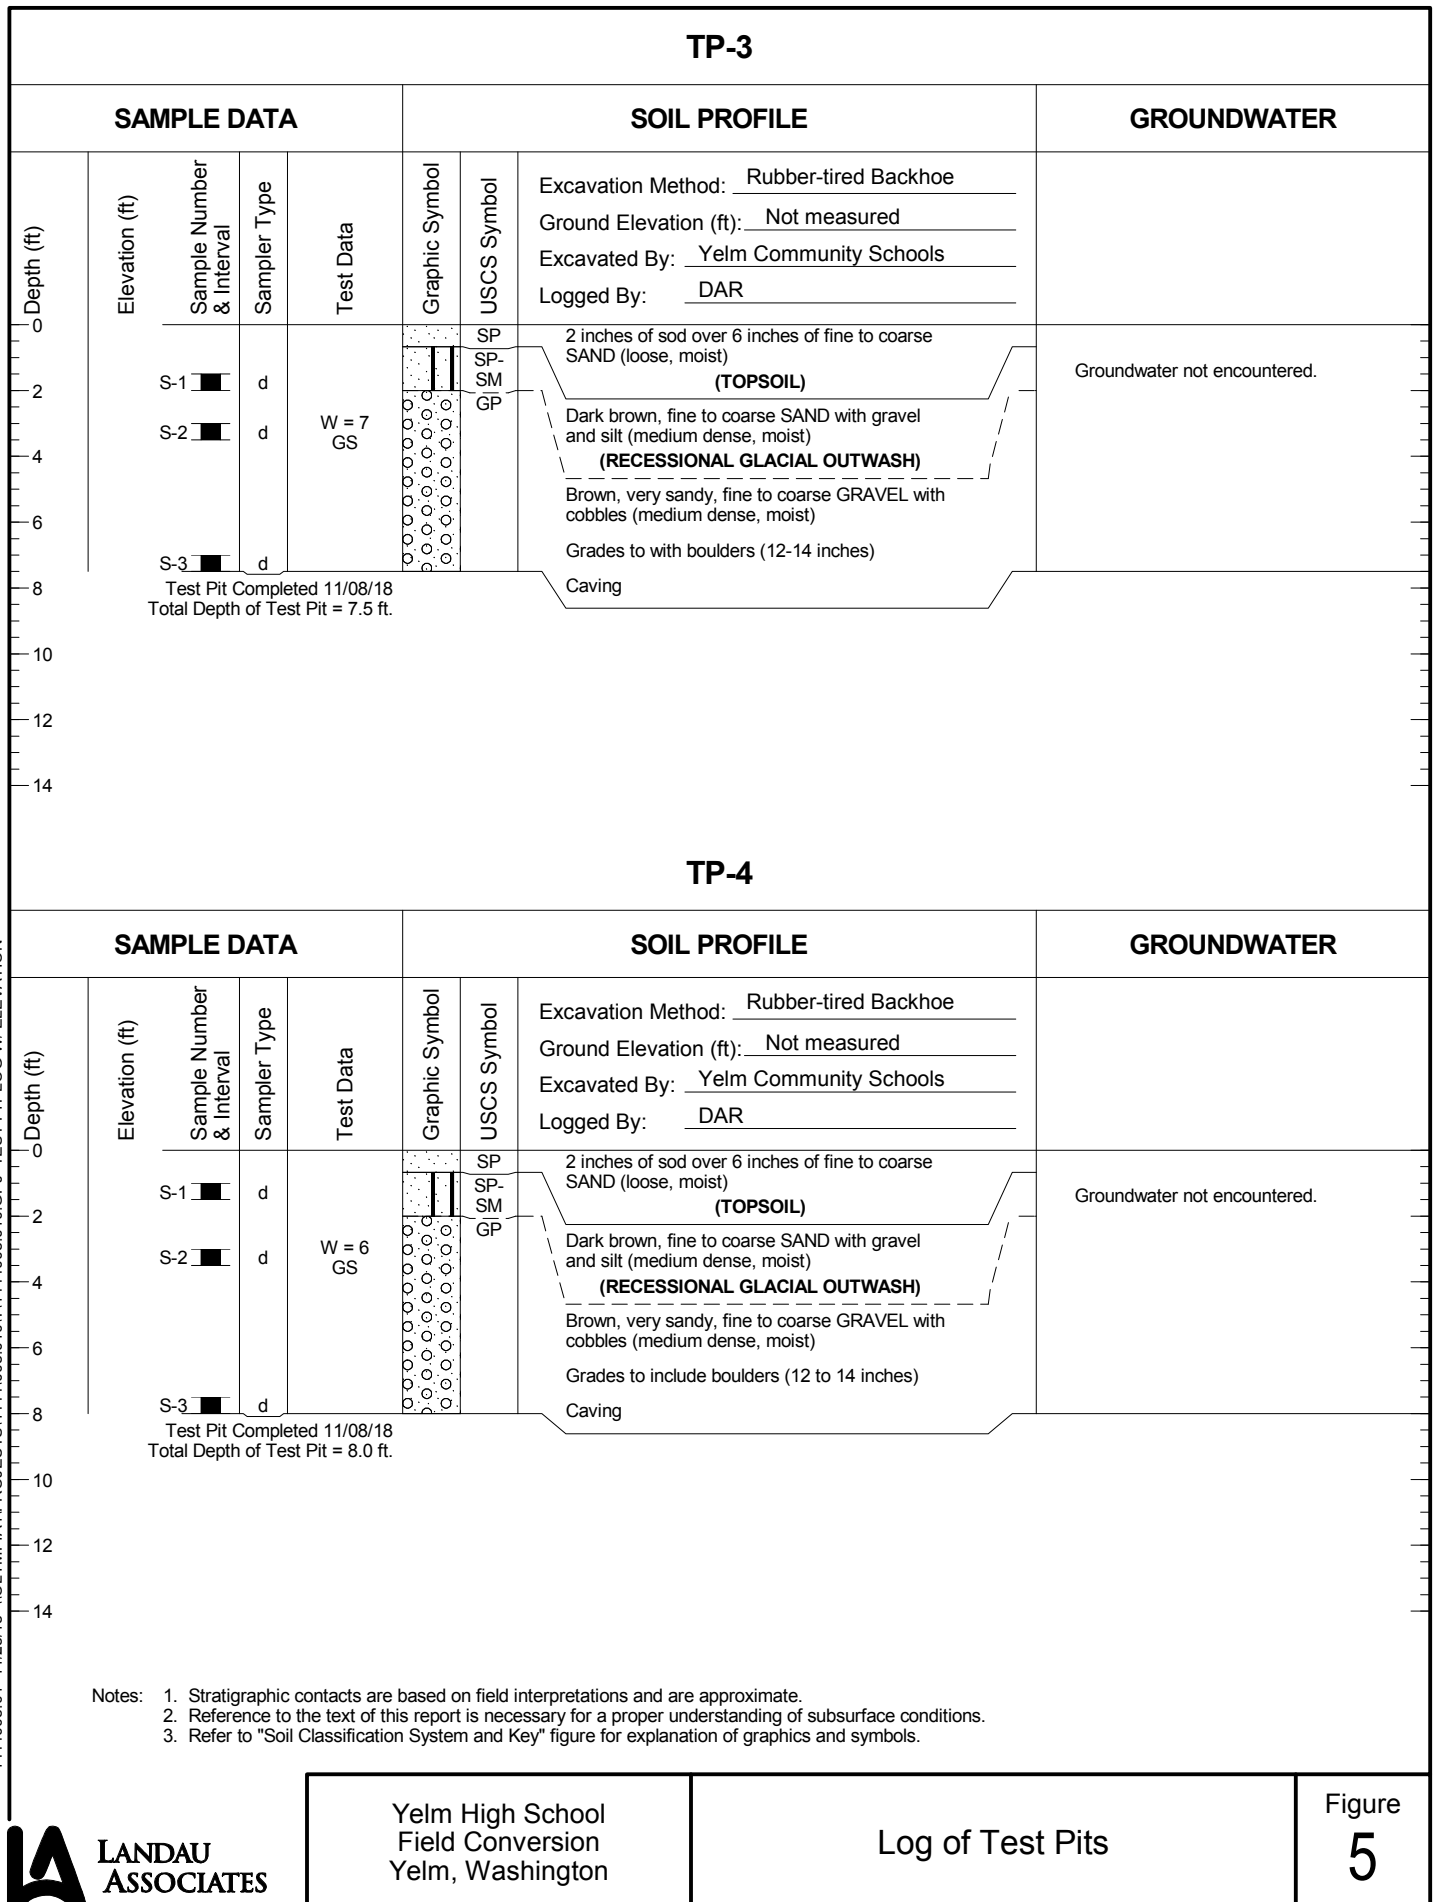 TP-3
SAMPLE DATA
SOIL PROFILE
GROUNDWATER
Depth (ft)
Elevation (ft)
Sample Number
& Interval
Sampler Type
Test Data
Graphic Symbol
USCS Symbol
Excavation Method: Rubber-tired Backhoe
Ground Elevation (ft): Not measured
Excavated By: Yelm Community Schools
Logged By: DAR
0
2
4
6
8
10
12
14
S-1 d
S-2 d
W = 7
GS
S-3 d
SP
SP-
SM
GP
2 inches of sod over 6 inches of fine to coarse
SAND (loose, moist)
(TOPSOIL)
Dark brown, fine to coarse SAND with gravel
and silt (medium dense, moist)
(RECESSIONAL GLACIAL OUTWASH)
Brown, very sandy, fine to coarse GRAVEL with
cobbles (medium dense, moist)
Grades to with boulders (12-14 inches)
Caving
Groundwater not encountered.
Test Pit Completed 11/08/18
Total Depth of Test Pit = 7.5 ft.
TP-4
SAMPLE DATA
SOIL PROFILE
GROUNDWATER
Depth (ft)
Elevation (ft)
Sample Number
& Interval
Sampler Type
Test Data
Graphic Symbol
USCS Symbol
Excavation Method: Rubber-tired Backhoe
Ground Elevation (ft): Not measured
Excavated By: Yelm Community Schools
Logged By: DAR
0
2
4
6
8
10
12
14
S-1 d
S-2 d
W = 6
GS
S-3 d
SP
SP-
SM
GP
2 inches of sod over 6 inches of fine to coarse
SAND (loose, moist)
(TOPSOIL)
Dark brown, fine to coarse SAND with gravel
and silt (medium dense, moist)
(RECESSIONAL GLACIAL OUTWASH)
Brown, very sandy, fine to coarse GRAVEL with
cobbles (medium dense, moist)
Grades to include boulders (12 to 14 inches)
Caving
Groundwater not encountered.
Test Pit Completed 11/08/18
Total Depth of Test Pit = 8.0 ft.
Notes: 1. Stratigraphic contacts are based on field interpretations and are approximate.
2. Reference to the text of this report is necessary for a proper understanding of subsurface conditions.
3. Refer to "Soil Classification System and Key" figure for explanation of graphics and symbols.
LA
LANDAU
ASSOCIATES
Yelm High School
Field Conversion
Yelm, Washington
Log of Test Pits
Figure
5